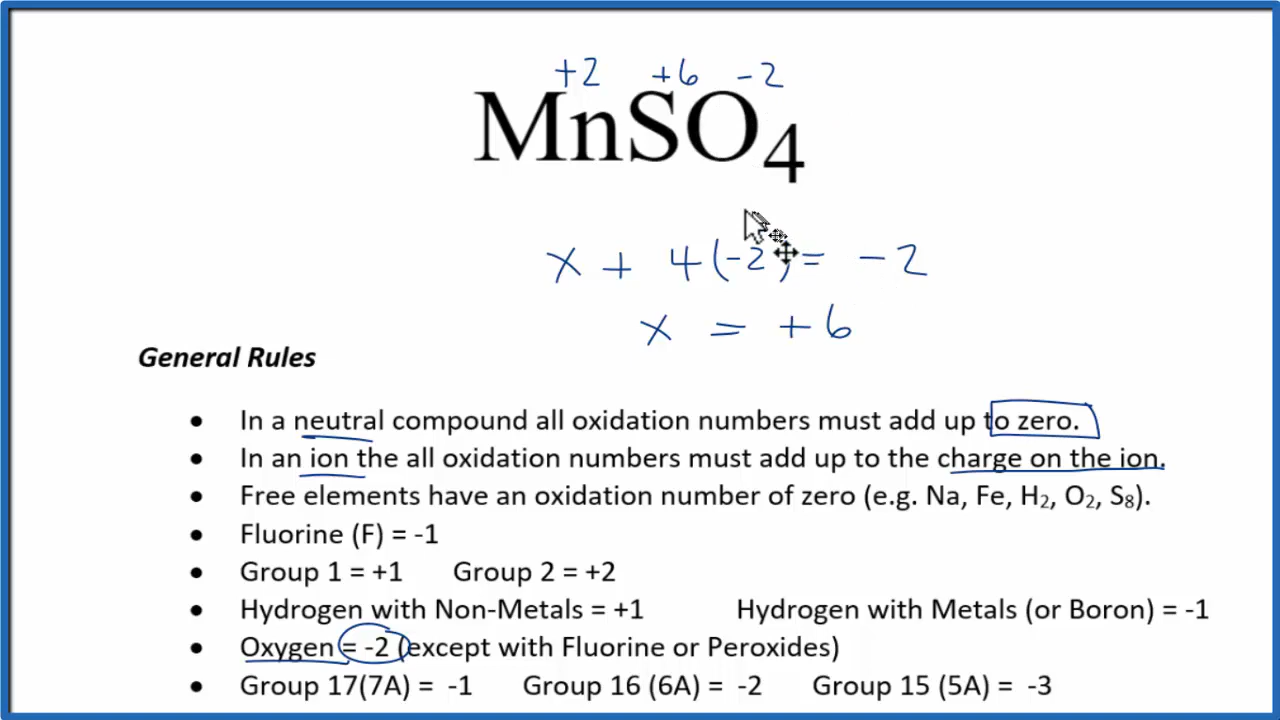 +2 +6 -2
MnSO₄
x + 4(-2) = -2
x = +6
General Rules
• In a neutral compound all oxidation numbers must add up to zero.
• In an ion the all oxidation numbers must add up to the charge on the ion.
• Free elements have an oxidation number of zero (e.g. Na, Fe, H₂, O₂, S₈).
• Fluorine (F) = -1
• Group 1 = +1 Group 2 = +2
• Hydrogen with Non-Metals = +1 Hydrogen with Metals (or Boron) = -1
• Oxygen = -2 (except with Fluorine or Peroxides)
• Group 17(7A) = -1 Group 16 (6A) = -2 Group 15 (5A) = -3